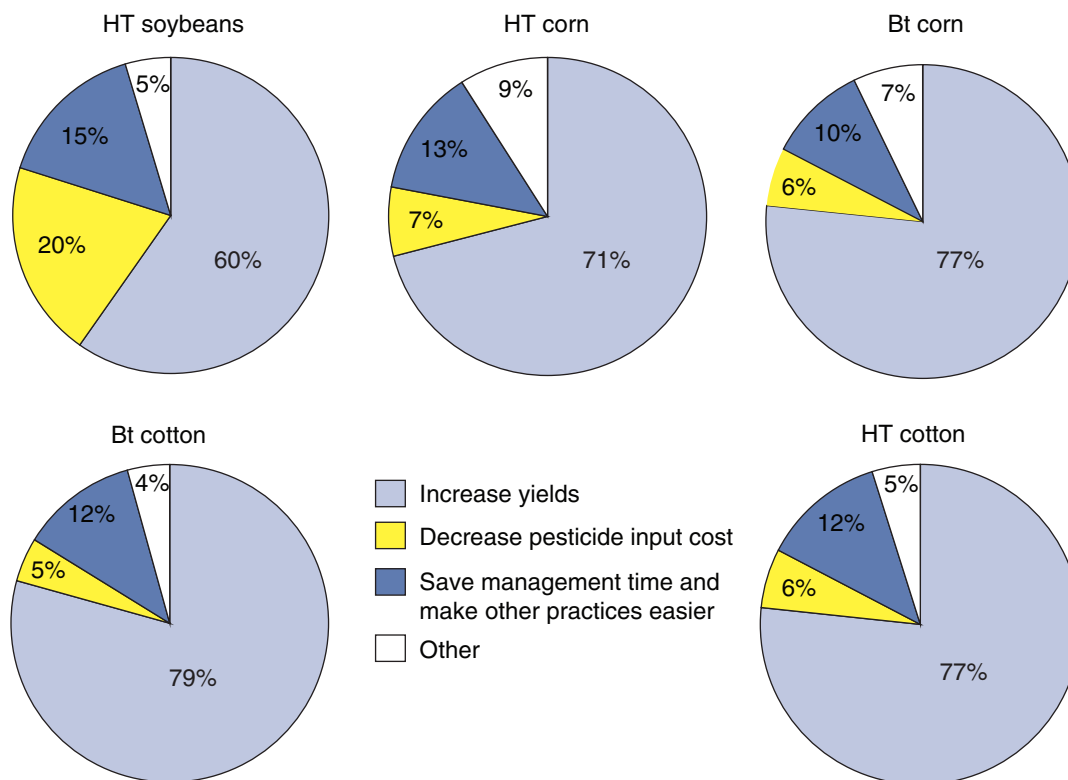 HT soybeans
HT corn
Bt corn
5%
15%
20%
60%
9%
13%
7%
71%
7%
10%
6%
77%
Bt cotton
HT cotton
4%
12%
5%
79%
Increase yields
Decrease pesticide input cost
Save management time and
make other practices easier
Other
5%
12%
6%
77%